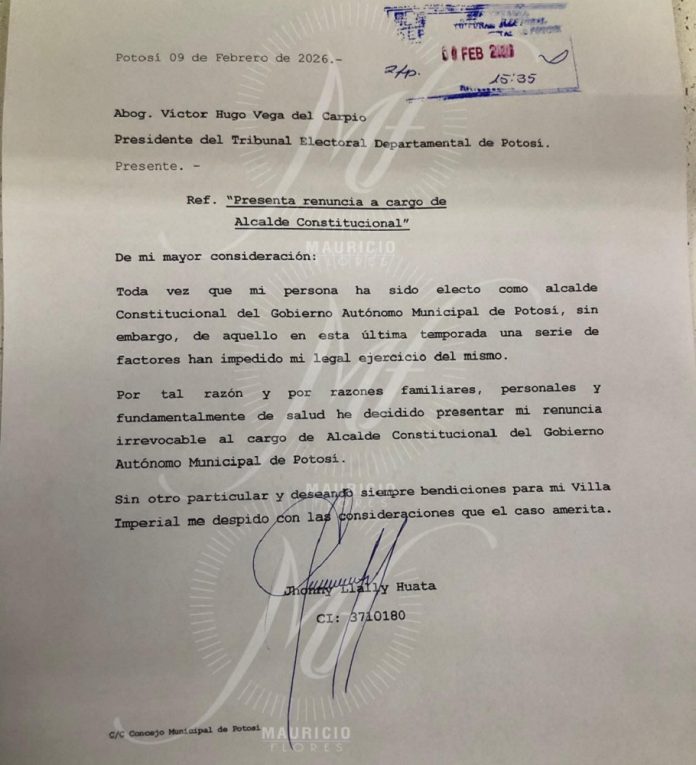 Potosí 09 de Febrero de 2026.-
FEB 2026
2fp.
15:35
Abog. Víctor Hugo Vega del Carpio
Presidente del Tribunal Electoral Departamental de Potosí.
Presente. -
Ref. "Presenta renuncia a cargo de
Alcalde Constitucional"
MAURICIO
FLORES
De mi mayor consideración:
Toda vez que mi persona ha sido electo como alcalde
Constitucional del Gobierno Autónomo Municipal de Potosí, sin
embargo, de aquello en esta última temporada una serie de
factores han impedido mi legal ejercicio del mismo.
Por tal razón y por razones familiares, personales y
fundamentalmente de salud he decidido presentar mi renuncia
irrevocable al cargo de Alcalde Constitucional del Gobierno
Autónomo Municipal de Potosí.
MAURICIO
FLORES
Sin otro particular y deseando siempre bendiciones para mi Villa
Imperial me despido con las consideraciones que el caso amerita.
Jhonny Llally Huata
CI: 3710180
C/C Concejo Municipal de Potosí
MAURICIO
FLORES